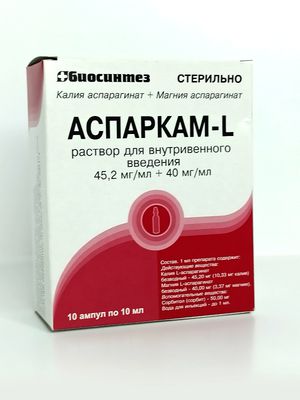 биосинтез
СТЕРИЛЬНО
Калия аспарагинат + Магния аспарагинат
АСПАРКАМ-L
раствор для внутривенного
введения
45,2 мг/мл + 40 мг/мл
Состав. 1 мл препарата содержит:
Действующие вещества:
Калия L-аспарагинат
безводный - 45,20 мг (10,33 мг калия)
Магния L-аспарагинат
безводный - 40,00 мг (3,37 мг магния).
Вспомогательные вещества:
Сорбитол (сорбит) - 50,00 мг
Вода для инъекций - до 1 мл.
10 ампул по 10 мл